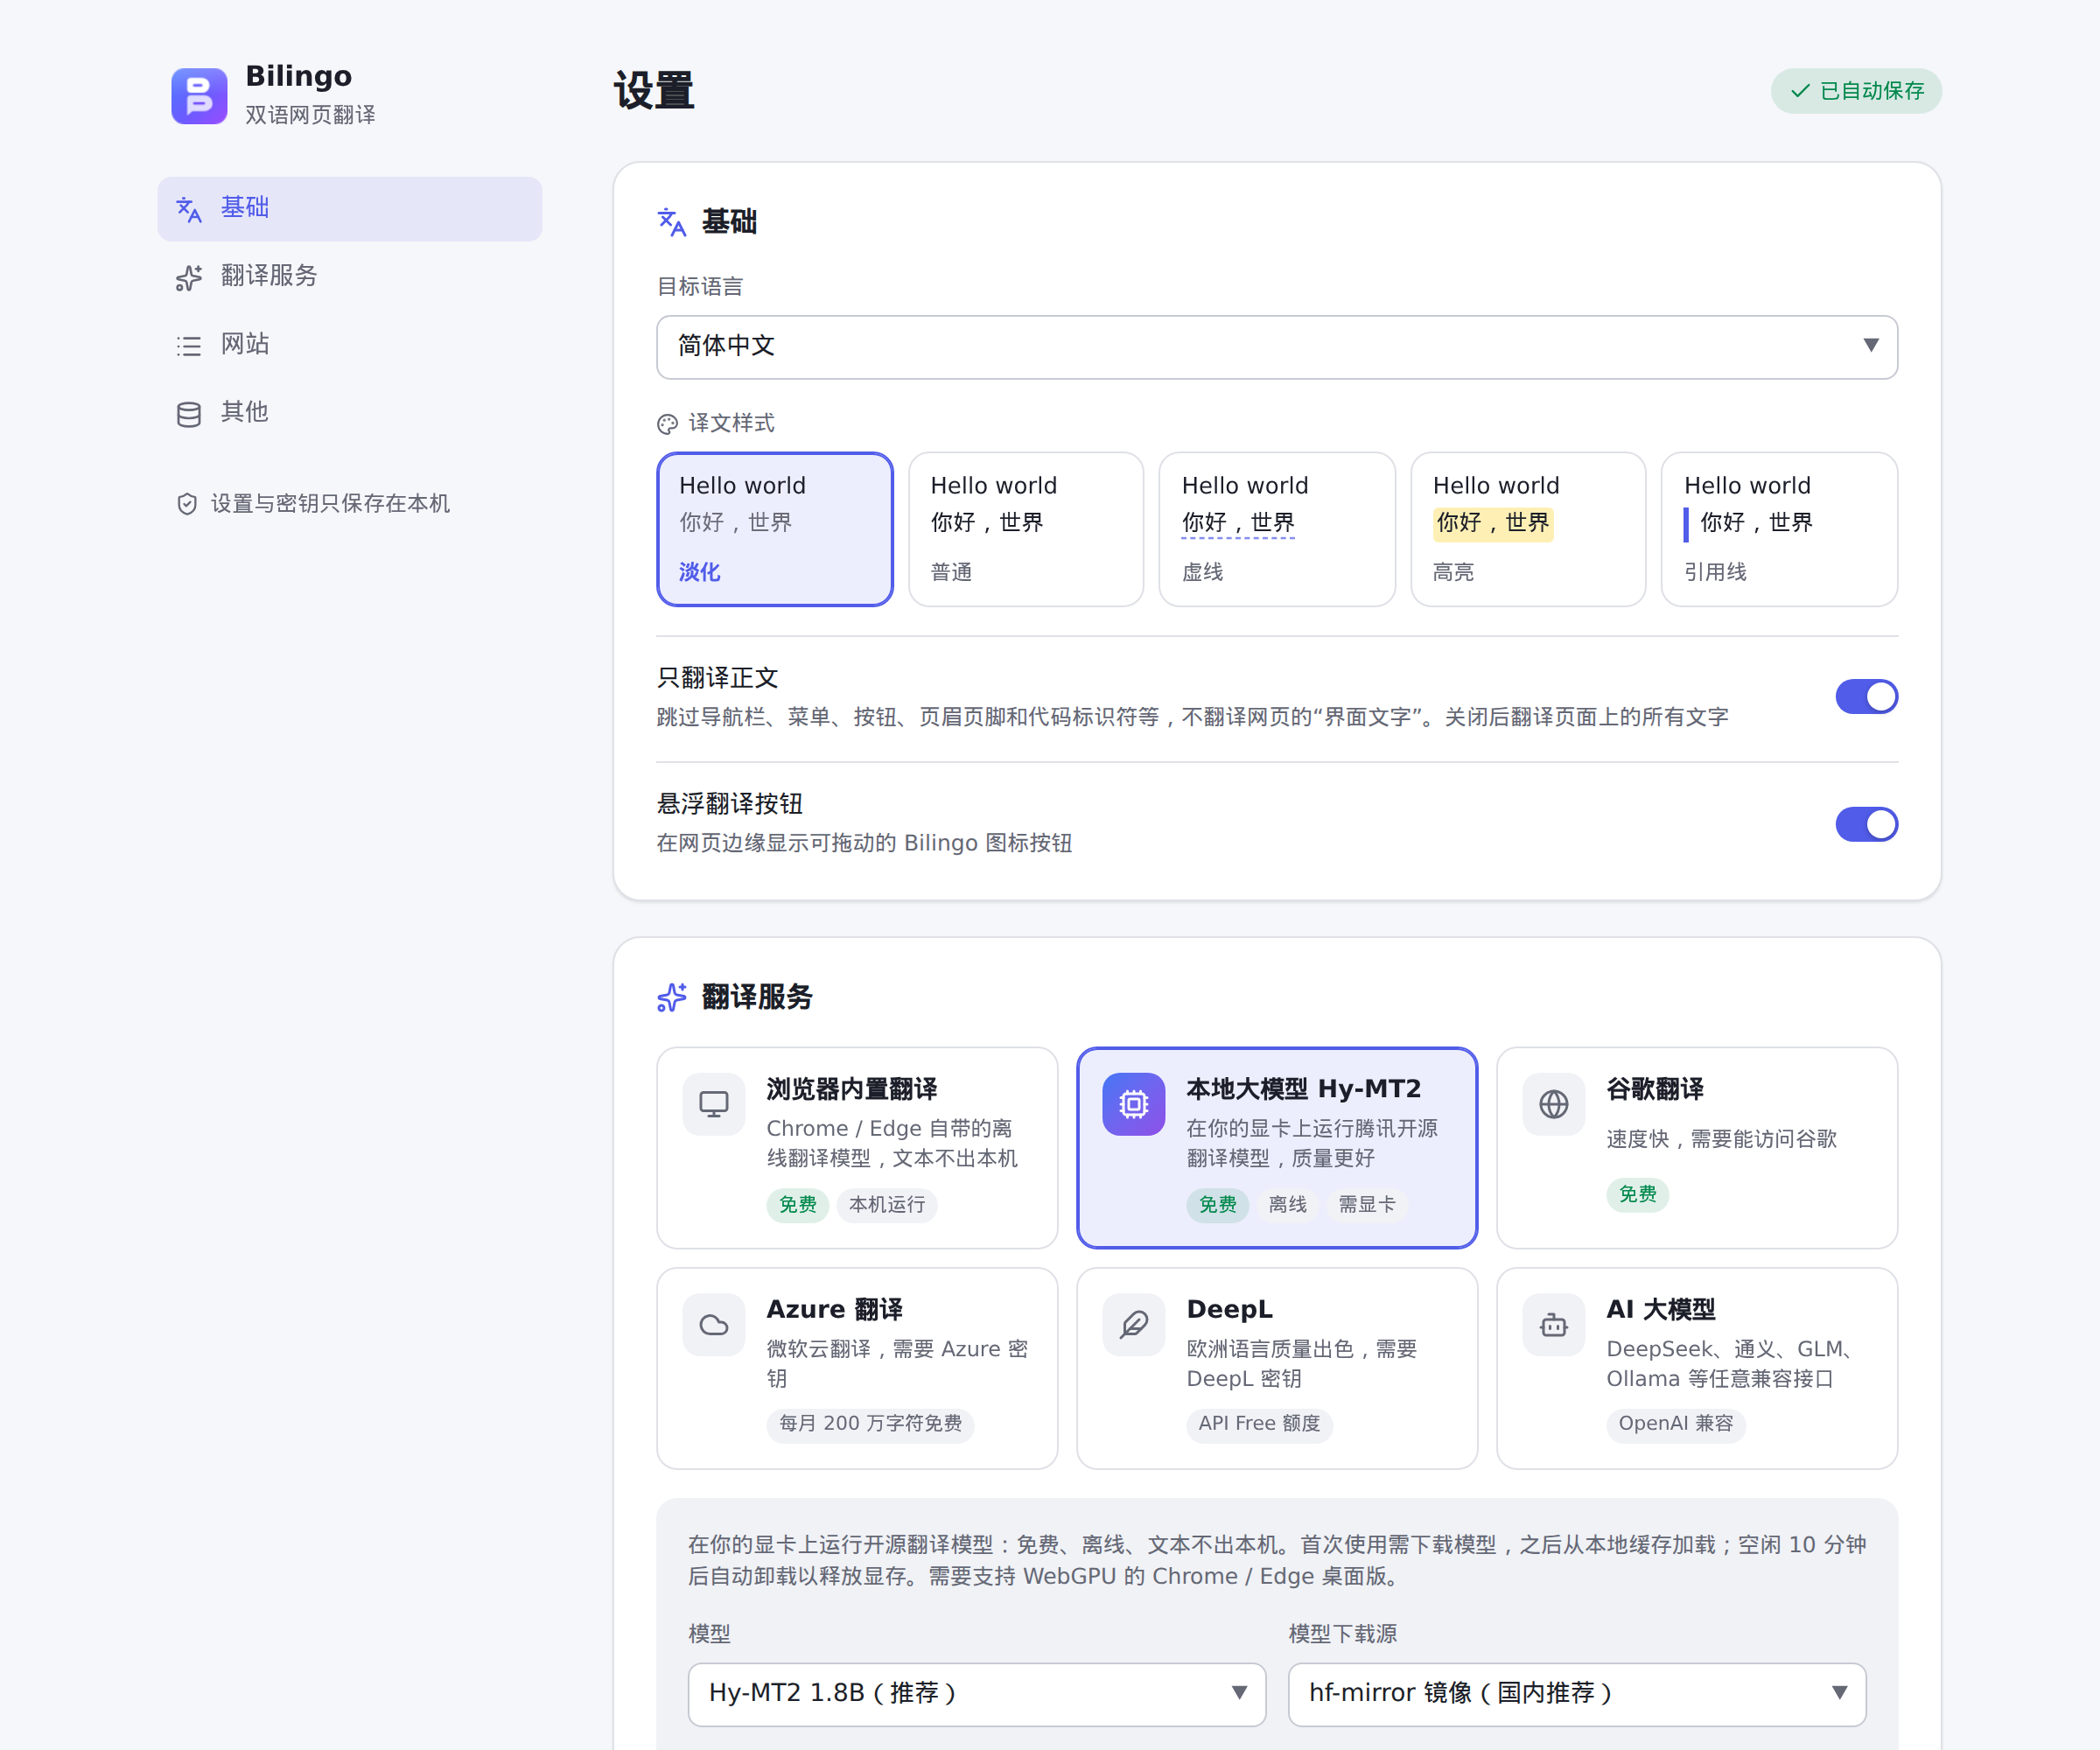 Bilingo
双语网页翻译
基础
翻译服务
网站
其他
设置与密钥只保存在本机
设置
已自动保存
基础
目标语言
简体中文
译文样式
Hello world
你好，世界
淡化
Hello world
你好，世界
普通
Hello world
你好，世界
虚线
Hello world
你好，世界
高亮
Hello world
你好，世界
引用线
只翻译正文
跳过导航栏、菜单、按钮、页眉页脚和代码标识符等，不翻译网页的“界面文字”。关闭后翻译页面上的所有文字
悬浮翻译按钮
在网页边缘显示可拖动的 Bilingo 图标按钮
翻译服务
浏览器内置翻译
Chrome / Edge 自带的离
线翻译模型，文本不出本机
免费 本机运行
本地大模型 Hy-MT2
在你的显卡上运行腾讯开源
翻译模型，质量更好
免费 离线 需显卡
谷歌翻译
速度快，需要能访问谷歌
免费
Azure 翻译
微软云翻译，需要 Azure 密
钥
每月 200 万字符免费
DeepL
欧洲语言质量出色，需要
DeepL 密钥
API Free 额度
AI 大模型
DeepSeek、通义、GLM、
Ollama 等任意兼容接口
OpenAI 兼容
在你的显卡上运行开源翻译模型：免费、离线、文本不出本机。首次使用需下载模型，之后从本地缓存加载；空闲 10 分钟
后自动卸载以释放显存。需要支持 WebGPU 的 Chrome / Edge 桌面版。
模型
Hy-MT2 1.8B（推荐）
模型下载源
hf-mirror 镜像（国内推荐）